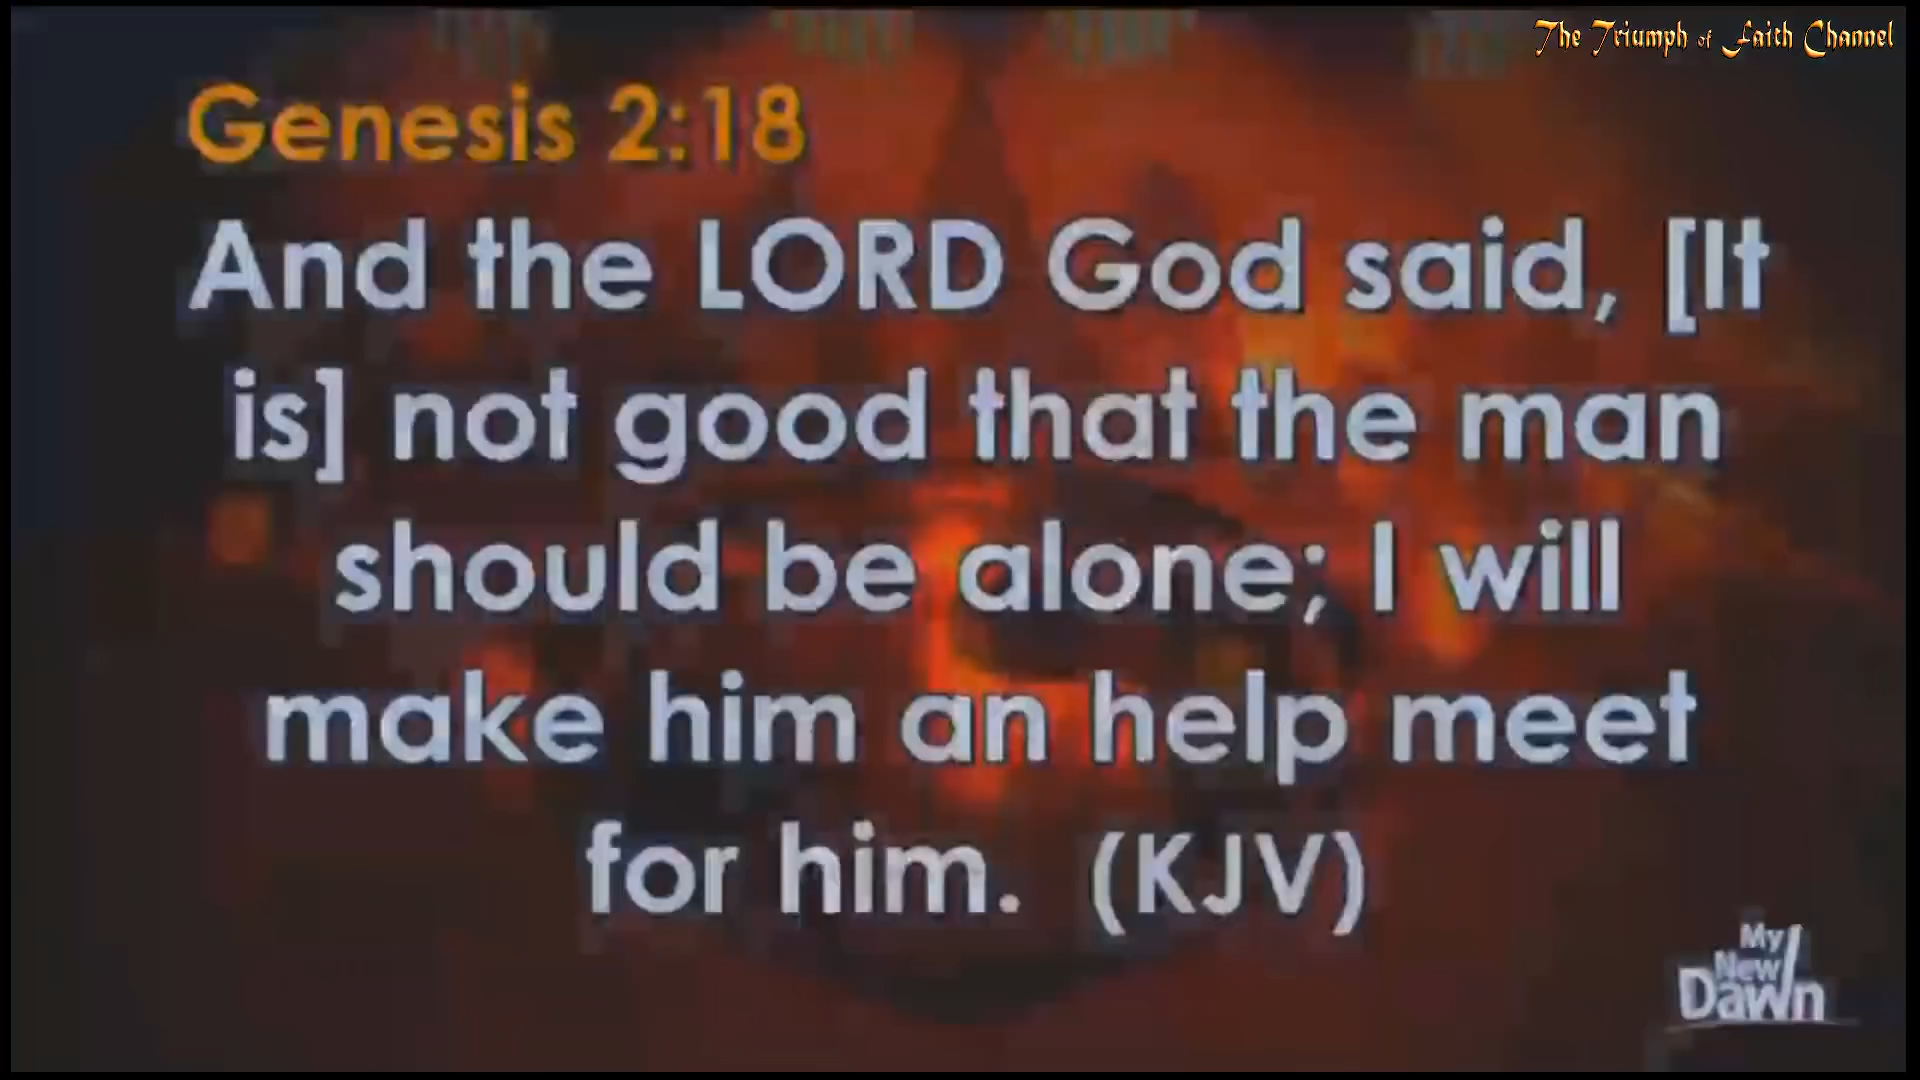 The Triumph of Faith Channel
Genesis 2:18
And the LORD God said, [It
is] not good that the man
should be alone; I will
make him an help meet
for him. (KJV)
My
New
Dawn